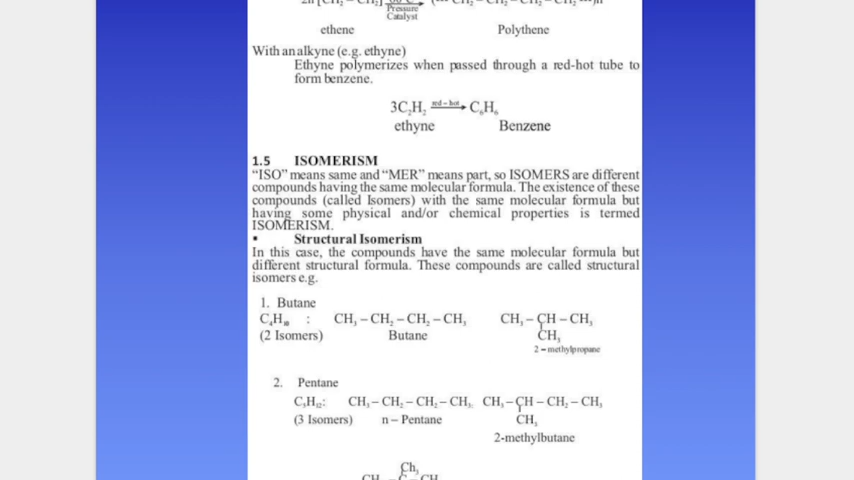 Pressure
Catalyst
ethene Polythene
With an alkyne (e.g. ethyne)
Ethyne polymerizes when passed through a red-hot tube to
form benzene.
3C₂H₂ red – hot C₆H₆
ethyne Benzene
1.5 ISOMERISM
“ISO” means same and “MER” means part, so ISOMERS are different
compounds having the same molecular formula. The existence of these
compounds (called Isomers) with the same molecular formula but
having some physical and/or chemical properties is termed
ISOMERISM.
▪ Structural Isomerism
In this case, the compounds have the same molecular formula but
different structural formula. These compounds are called structural
isomers e.g.
1. Butane
C₄H₁₀ : CH₃ – CH₂ – CH₂ – CH₃ CH₃ – CH – CH₃
(2 Isomers) Butane CH₃
2 – methylpropane
2. Pentane
C₅H₁₂: CH₃ – CH₂ – CH₂ – CH₃ CH₃ – CH – CH₂ – CH₃
(3 Isomers) n – Pentane CH₃
2-methylbutane
Ch₃